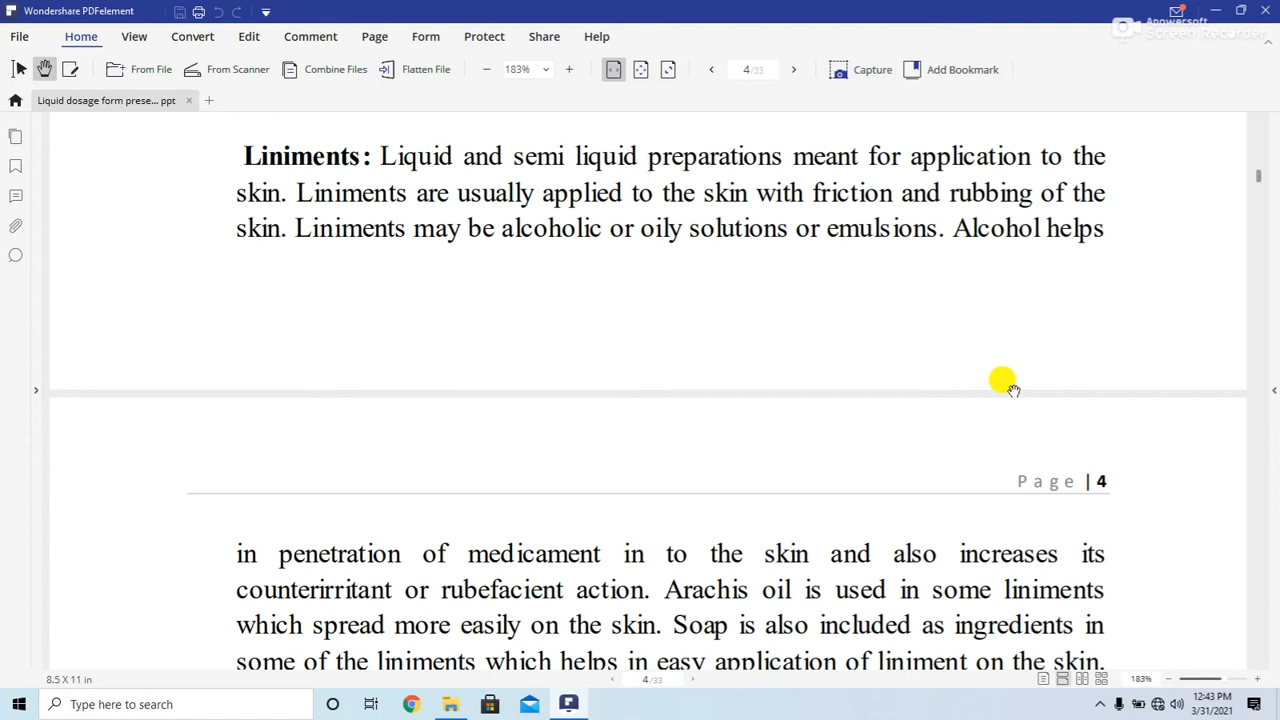 Wondershare PDFelement
Apowersoft
Screen Recorder
File Home View Convert Edit Comment Page Form Protect Share Help
From File From Scanner Combine Files Flatten File 183% 4/33 Capture Add Bookmark
Liquid dosage form prese... ppt
Liniments: Liquid and semi liquid preparations meant for application to the
skin. Liniments are usually applied to the skin with friction and rubbing of the
skin. Liniments may be alcoholic or oily solutions or emulsions. Alcohol helps
Page | 4
in penetration of medicament in to the skin and also increases its
counterirritant or rubefacient action. Arachis oil is used in some liniments
which spread more easily on the skin. Soap is also included as ingredients in
some of the liniments which helps in easy application of liniment on the skin.
8.5 X 11 in 4/33 183%
Type here to search
12:43 PM
3/31/2021